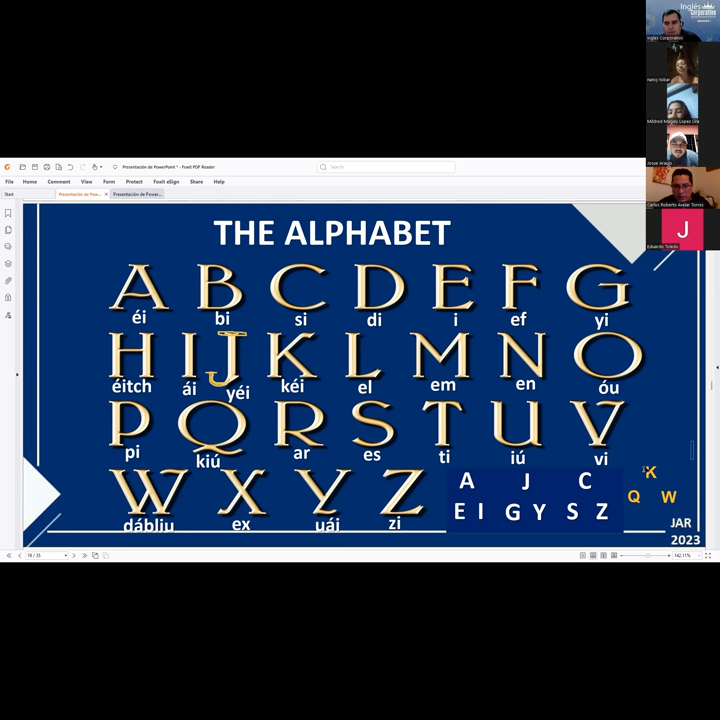 Inglés
Corporativo
Inglés Corporativo
nancy tobar
Mildred Magaly Lopez Uria
Josue Araujo
Carlos Roberto Avelar Torres
J
Eduardo Toledo
Presentación de PowerPoint * - Foxit PDF Reader
Search
File Home Comment View Form Protect Foxit eSign Share Help
Start Presentación de Pow... Presentación de Power...
THE ALPHABET
A B C D E F G
éi bi si di i ef yi
H I J K L M N O
éitch ái yéi kéi el em en óu
P Q R S T U V
pi kiú ar es ti iú vi
W X Y Z
dábliu ex uái zi
A J C
E I G Y S Z
K
Q W
JAR
2023
18 / 35
142.11%